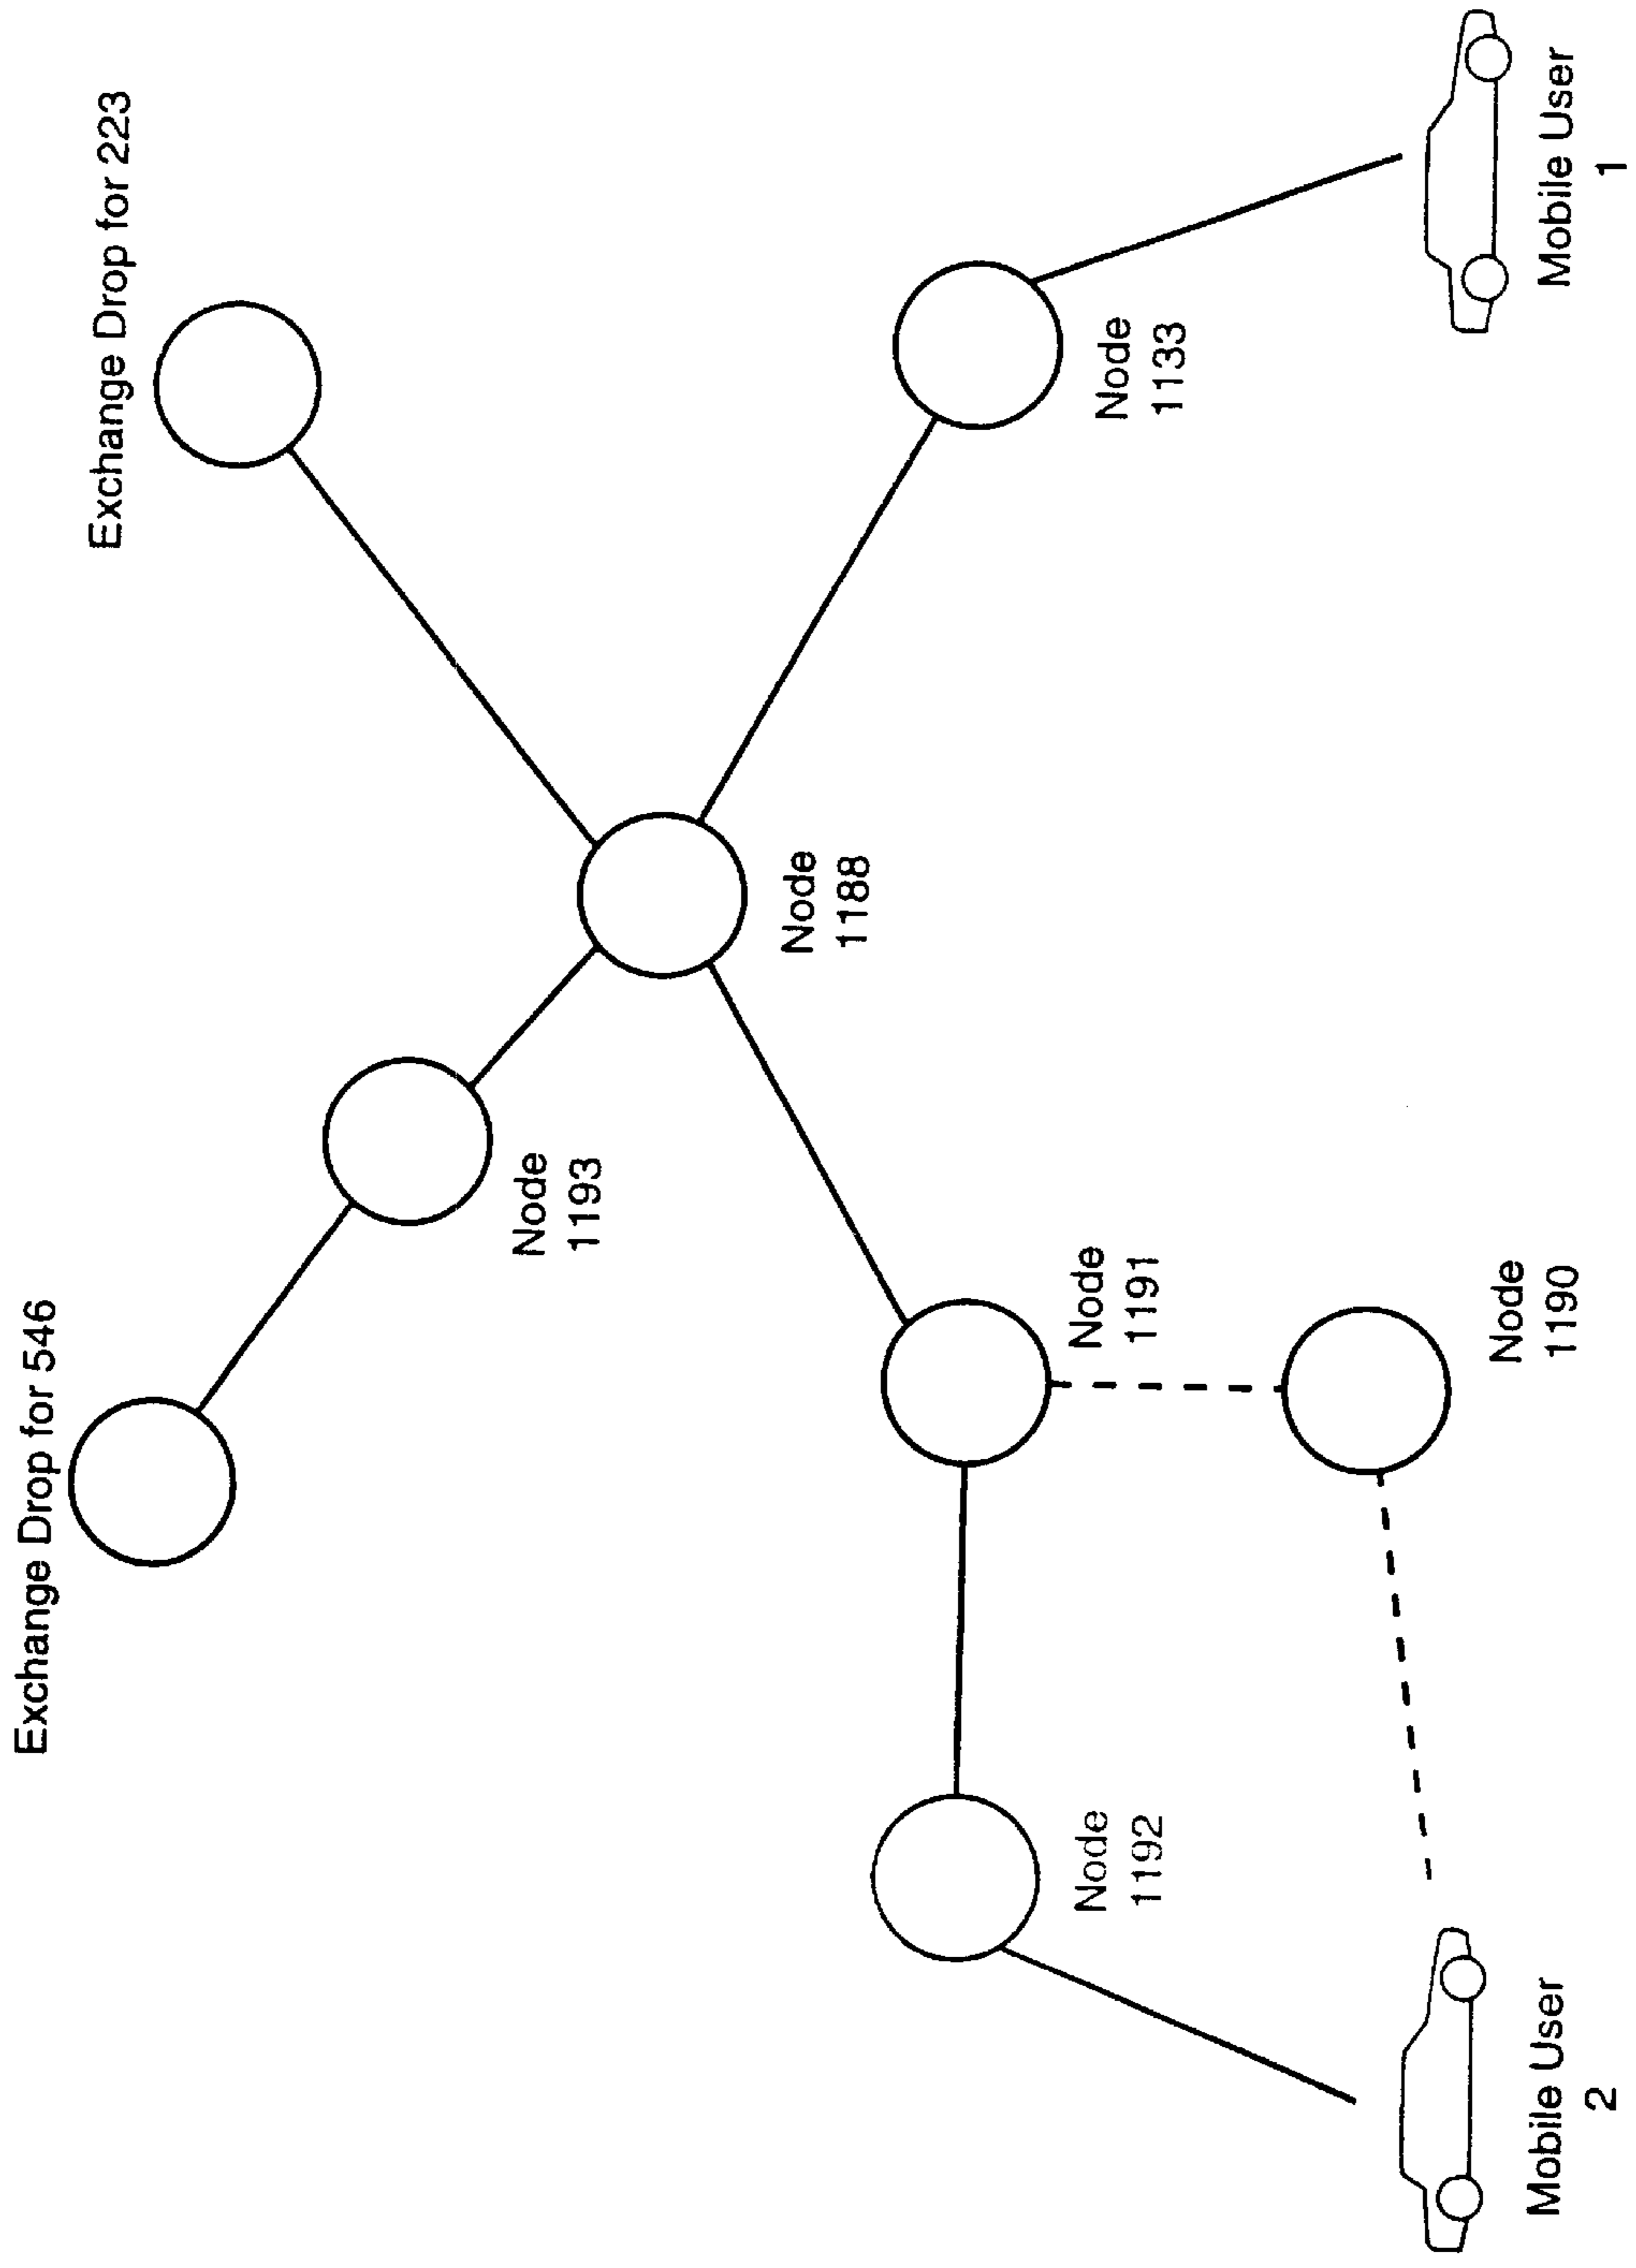 Exchange Drop for 546
Exchange Drop for 223
Node
1193
Node
1188
Node
1192
Node
1191
Node
1133
Node
1190
Mobile User
2
Mobile User
1